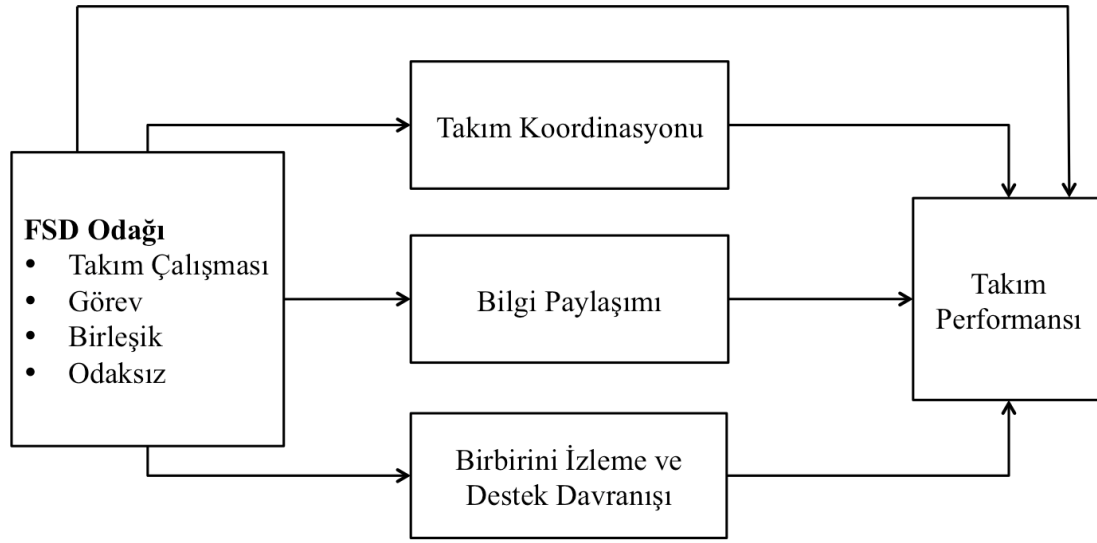 Takım Koordinasyonu
FSD Odağı
• Takım Çalışması
• Görev
• Birleşik
• Odaksız
Bilgi Paylaşımı
Takım
Performansı
Birbirini İzleme ve
Destek Davranışı